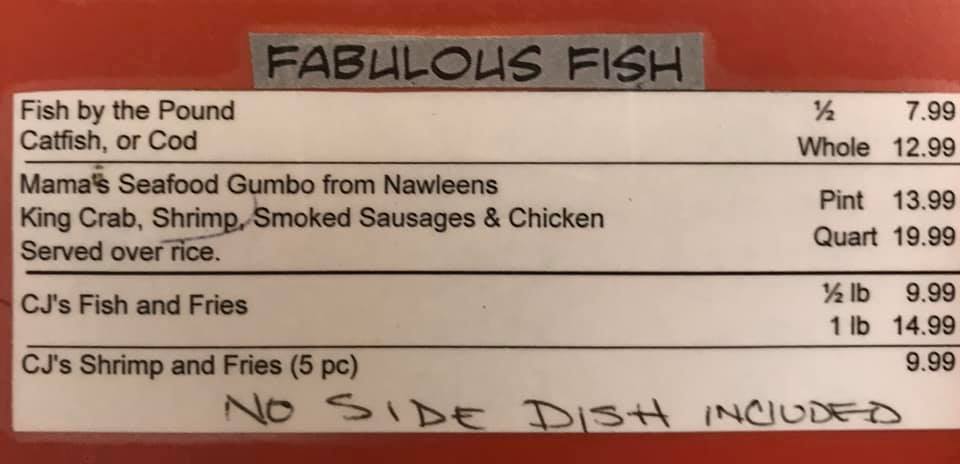 FABULOUS FISH
Fish by the Pound ½ 7.99
Catfish, or Cod Whole 12.99
Mama's Seafood Gumbo from Nawleens
King Crab, Shrimp, Smoked Sausages & Chicken Pint 13.99
Served over rice. Quart 19.99
CJ's Fish and Fries ½ lb 9.99
1 lb 14.99
CJ's Shrimp and Fries (5 pc) 9.99
NO SIDE DISH INCLUDED